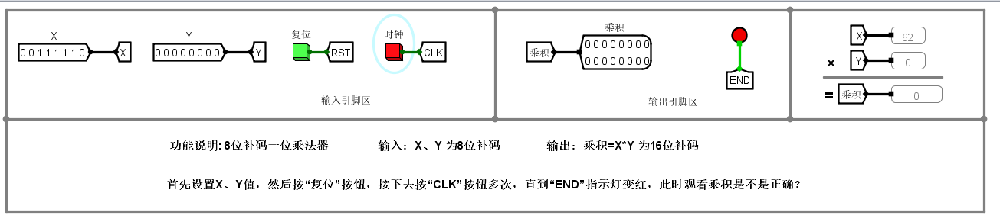 X
00111110 X
Y
00000000 Y
复位
RST
时钟
CLK
输入引脚区
乘积
乘积 00000000
00000000
END
输出引脚区
X 62
× Y 0
= 乘积 0
功能说明: 8位补码一位乘法器 输入：X、Y 为8位补码 输出：乘积=X*Y 为16位补码
首先设置X、Y值，然后按“复位”按钮，接下去按“CLK”按钮多次，直到“END”指示灯变红，此时观看乘积是不是正确？